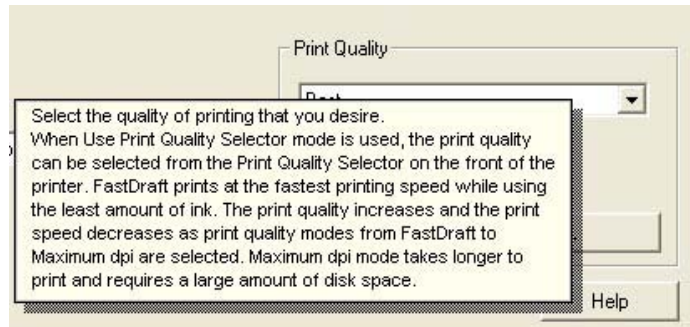 Print Quality
Select the quality of printing that you desire.
When Use Print Quality Selector mode is used, the print quality
can be selected from the Print Quality Selector on the front of the
printer. FastDraft prints at the fastest printing speed while using
the least amount of ink. The print quality increases and the print
speed decreases as print quality modes from FastDraft to
Maximum dpi are selected. Maximum dpi mode takes longer to
print and requires a large amount of disk space.
Help